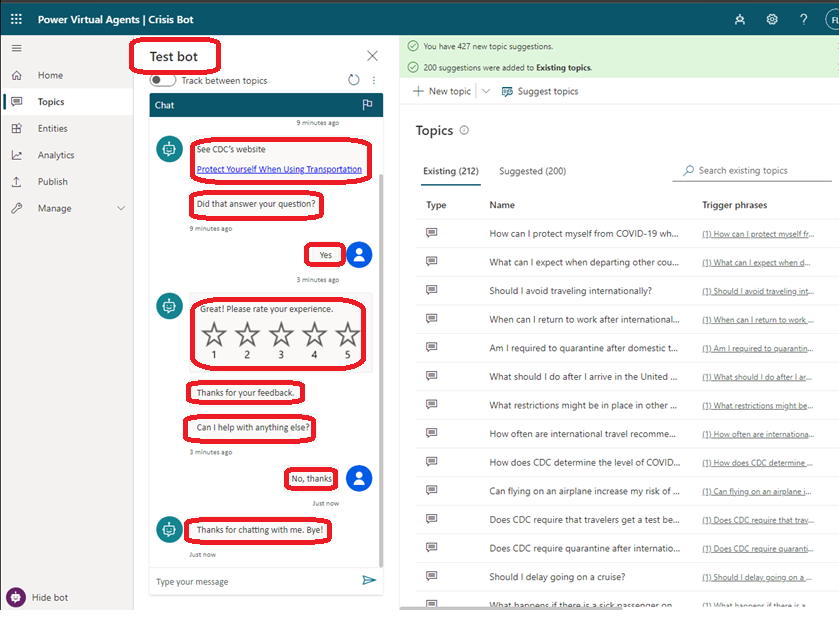 Power Virtual Agents | Crisis Bot
FL
Home
Topics
Entities
Analytics
Publish
Manage
Hide bot
Test bot
Track between topics
Chat
9 minutes ago
See CDC's website
Protect Yourself When Using Transportation
Did that answer your question?
9 minutes ago
Yes
3 minutes ago
Great! Please rate your experience.
1 2 3 4 5
Thanks for your feedback.
Can I help with anything else?
3 minutes ago
No, thanks
Just now
Thanks for chatting with me. Bye!
Just now
Type your message
You have 427 new topic suggestions.
200 suggestions were added to Existing topics.
New topic Suggest topics
Topics
Existing (212) Suggested (200) Search existing topics
Type Name Trigger phrases
How can I protect myself from COVID-19 wh... (1) How can I protect myself fr...
What can I expect when departing other cou... (1) What can I expect when d...
Should I avoid traveling internationally? (1) Should I avoid traveling int...
When can I return to work after international... (1) When can I return to work ...
Am I required to quarantine after domestic t... (1) Am I required to quarantin...
What should I do after I arrive in the United ... (1) What should I do after I ar...
What restrictions might be in place in other ... (1) What restrictions might be...
How often are international travel recomme... (1) How often are internationa...
How does CDC determine the level of COVID... (1) How does CDC determine ...
Can flying on an airplane increase my risk of ... (1) Can flying on an airplane i...
Does CDC require that travelers get a test be... (1) Does CDC require that trav...
Does CDC require quarantine after internatio... (1) Does CDC require quaranti...
Should I delay going on a cruise? (1) Should I delay going on a ...
What happens if there is a sick passenger on (1) What happens if there is a